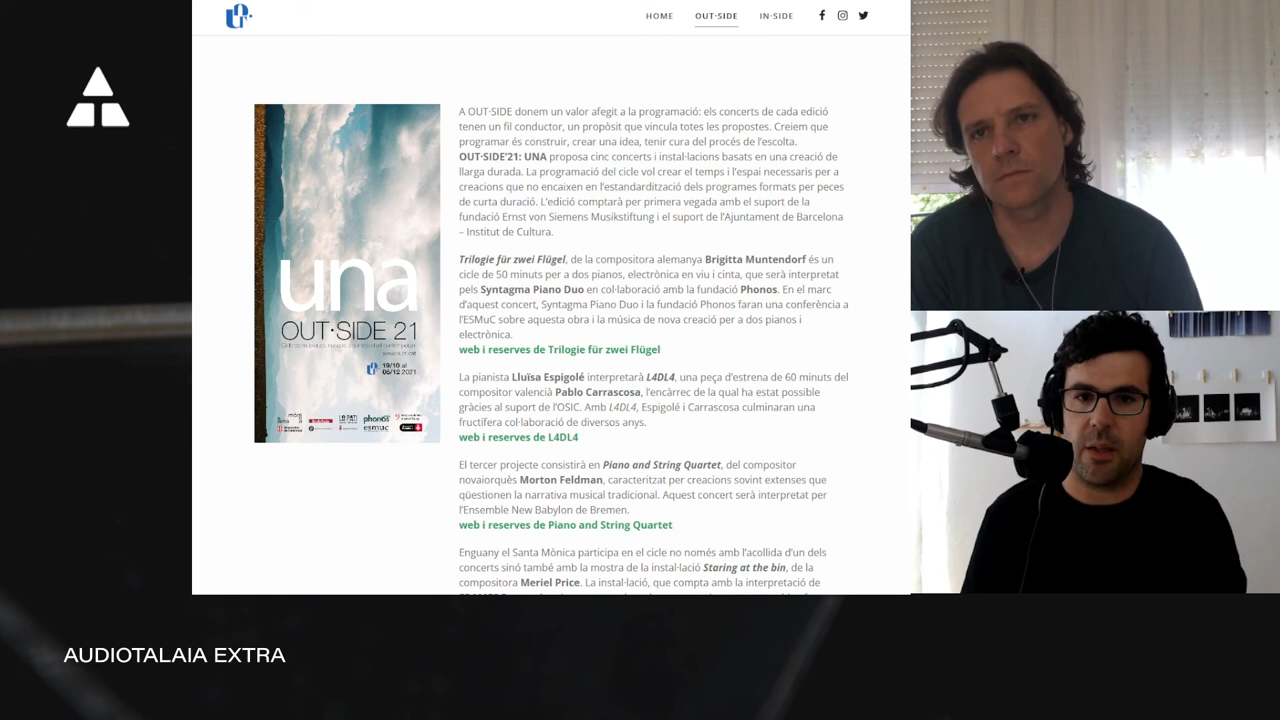 HOME OUT·SIDE IN·SIDE
A OUT·SIDE donem un valor afegit a la programació: els concerts de cada edició
tenen un fil conductor, un propòsit que vincula totes les propostes. Creiem que
programar és construir, crear una idea, tenir cura del procés de l'escolta.
OUT·SIDE'21: UNA proposa cinc concerts i instal·lacions basats en una creació de
llarga durada. La programació del cicle vol crear el temps i l'espai necessaris per a
creacions que no encaixen en l'estandardització dels programes formats per peces
de curta duració. L'edició comptarà per primera vegada amb el suport de la
fundació Ernst von Siemens Musikstiftung i el suport de l'Ajuntament de Barcelona
– Institut de Cultura.
Trilogie für zwei Flügel, de la compositora alemanya Brigitta Muntendorf és un
cicle de 50 minuts per a dos pianos, electrònica en viu i cinta, que serà interpretat
pels Syntagma Piano Duo en col·laboració amb la fundació Phonos. En el marc
d'aquest concert, Syntagma Piano Duo i la fundació Phonos faran una conferència a
l'ESMuC sobre aquesta obra i la música de nova creació per a dos pianos i
electrònica.
web i reserves de Trilogie für zwei Flügel
La pianista Lluïsa Espigolé interpretarà L4DL4, una peça d'estrena de 60 minuts del
compositor valencià Pablo Carrascosa, l'encàrrec de la qual ha estat possible
gràcies al suport de l'OSIC. Amb L4DL4, Espigolé i Carrascosa culminaran una
fructífera col·laboració de diversos anys.
web i reserves de L4DL4
El tercer projecte consistirà en Piano and String Quartet, del compositor
novaiorquès Morton Feldman, caracteritzat per creacions sovint extenses que
qüestionen la narrativa musical tradicional. Aquest concert serà interpretat per
l'Ensemble New Babylon de Bremen.
web i reserves de Piano and String Quartet
Enguany el Santa Mònica participa en el cicle no només amb l'acollida d'un dels
concerts sinó també amb la mostra de la instal·lació Staring at the bin, de la
compositora Meriel Price. La instal·lació, que compta amb la interpretació de
una
OUT·SIDE 21
19/10 al
05/12 2021
phonos
esmuc
AUDIOTALAIA EXTRA